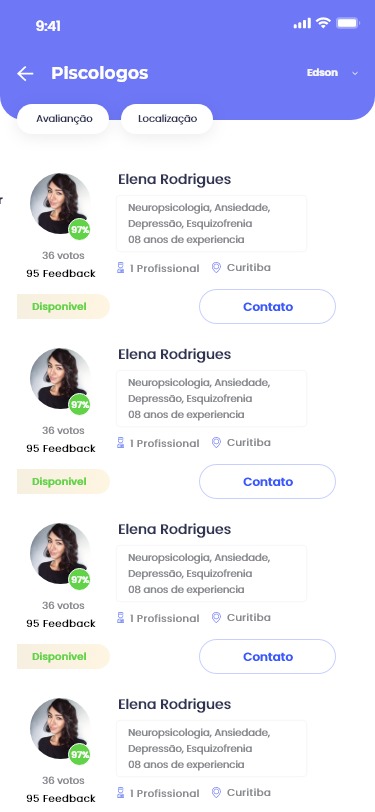 9:41
PIscologos
Edson
Avaliançāo
Localização
r
Elena Rodrigues
Neuropsicologia, Ansiedade,
Depressão, Esquizofrenia
08 anos de experiencia
97%
36 votos
95 Feedback
1 Profissional
Curitiba
Disponivel
Contato
Elena Rodrigues
Neuropsicologia, Ansiedade,
Depressão, Esquizofrenia
08 anos de experiencia
97%
36 votos
95 Feedback
1 Profissional
Curitiba
Disponivel
Contato
Elena Rodrigues
Neuropsicologia, Ansiedade,
Depressão, Esquizofrenia
08 anos de experiencia
97%
36 votos
95 Feedback
1 Profissional
Curitiba
Disponivel
Contato
Elena Rodrigues
Neuropsicologia, Ansiedade,
Depressão, Esquizofrenia
08 anos de experiencia
97%
36 votos
95 Feedback
1 Profissional
Curitiba